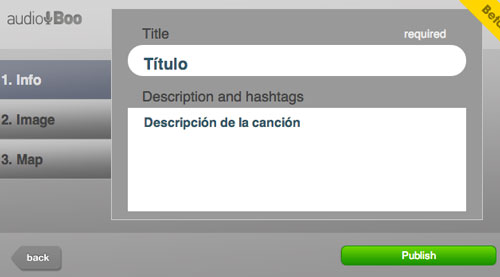 audioBoo
Title required
Título
1. Info
Description and hashtags
Descripción de la canción
2. Image
3. Map
back
Publish